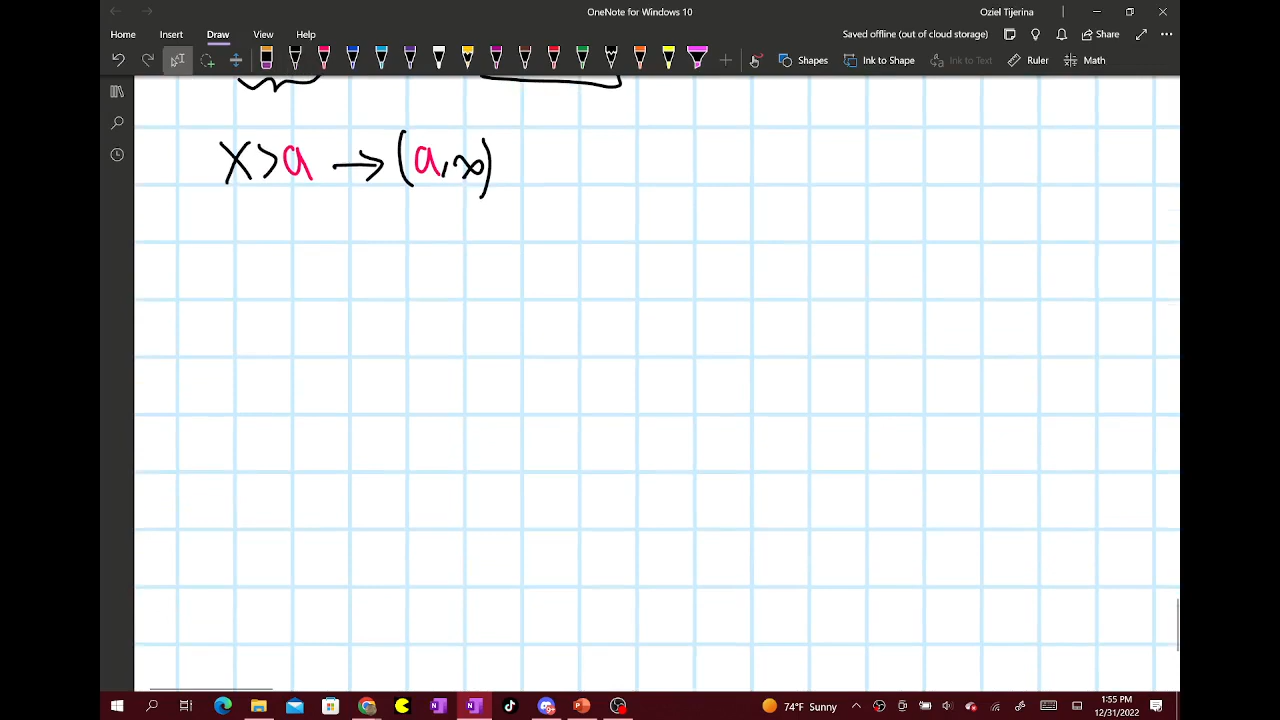 OneNote for Windows 10
Oziel Tijerina
Home Insert Draw View Help
Saved offline (out of cloud storage)
Share
Shapes Ink to Shape Ink to Text Ruler Math
X>a → (a,∞)
74°F Sunny
1:55 PM
12/31/2022